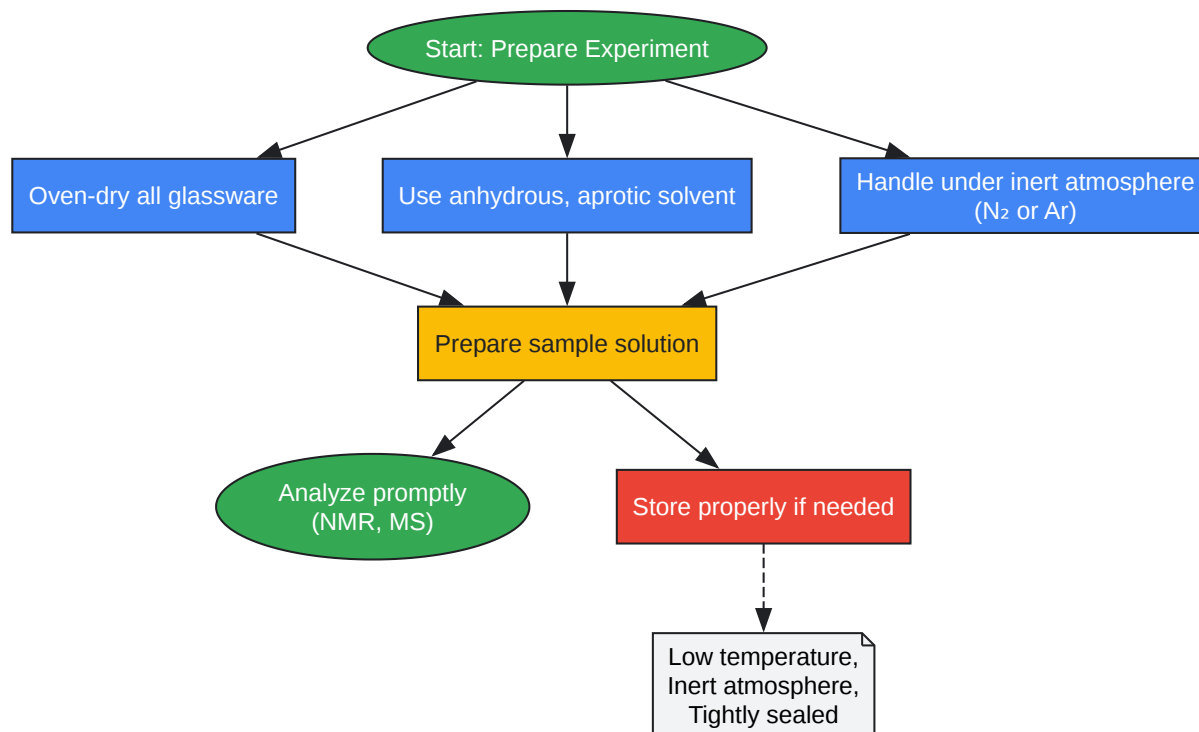 Start: Prepare Experiment
Oven-dry all glassware
Use anhydrous, aprotic solvent
Handle under inert atmosphere
(N₂ or Ar)
Prepare sample solution
Analyze promptly
(NMR, MS)
Store properly if needed
Low temperature,
Inert atmosphere,
Tightly sealed